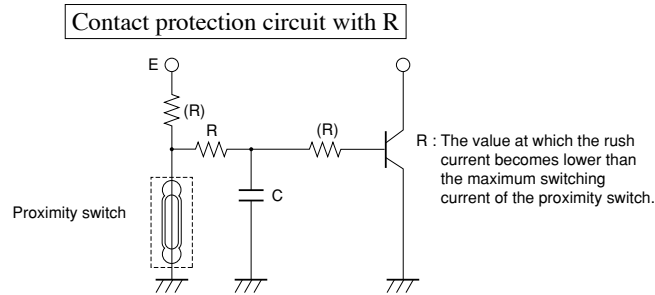 Contact protection circuit with R
E
(R)
R
(R)
C
Proximity switch
R : The value at which the rush
current becomes lower than
the maximum switching
current of the proximity switch.